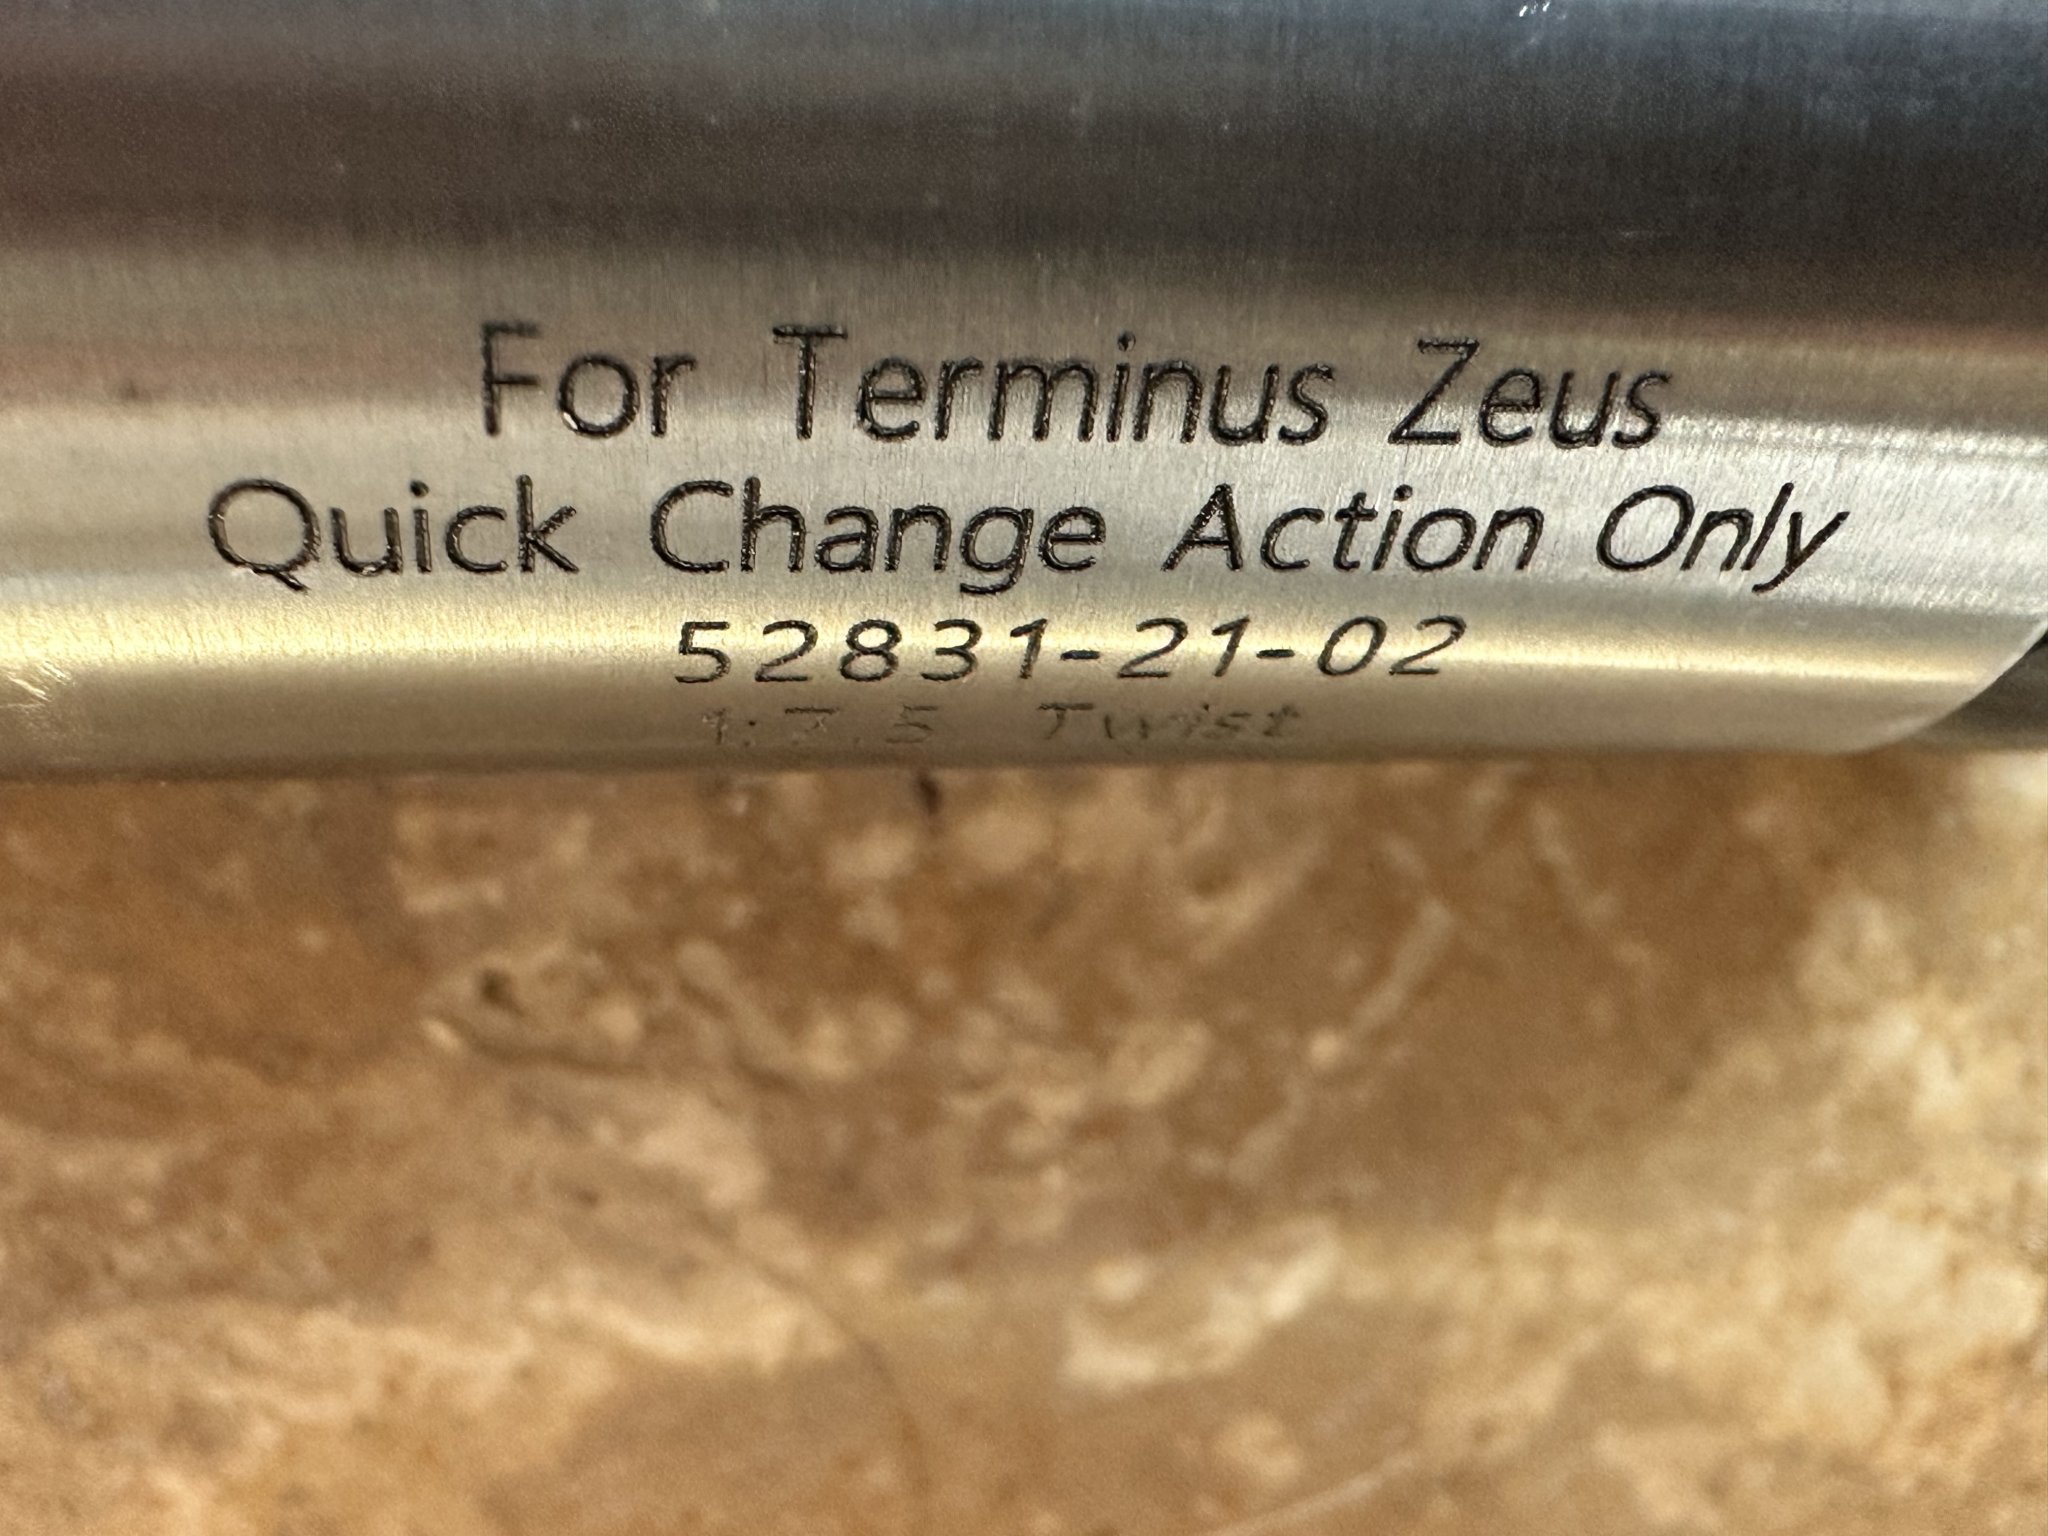 For Terminus Zeus
Quick Change Action Only
52831-21-02
1:7.5 Twist